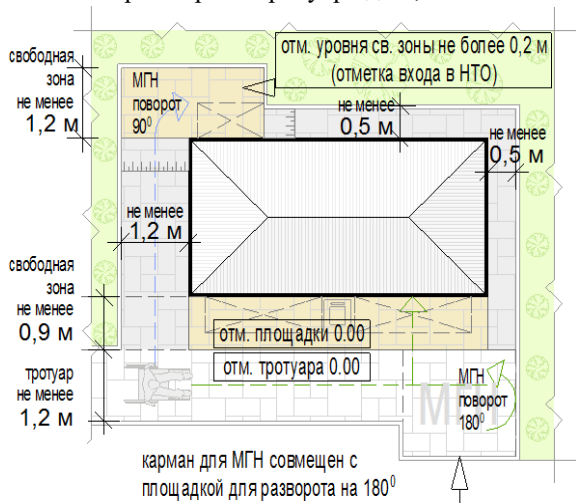 отм. уровня св. зоны не более 0,2 м
(отметка входа в НТО)
свободная
зона
не менее
1,2 м
МГН
поворот
90⁰
не менее
0,5 м
не менее
0,5 м
не менее
1,2 м
свободная
зона
не менее
0,9 м
отм. площадки 0.00
отм. тротуара 0.00
тротуар
не менее
1,2 м
МГН
МГН
поворот
180⁰
карман для МГН совмещен с
площадкой для разворота на 180⁰